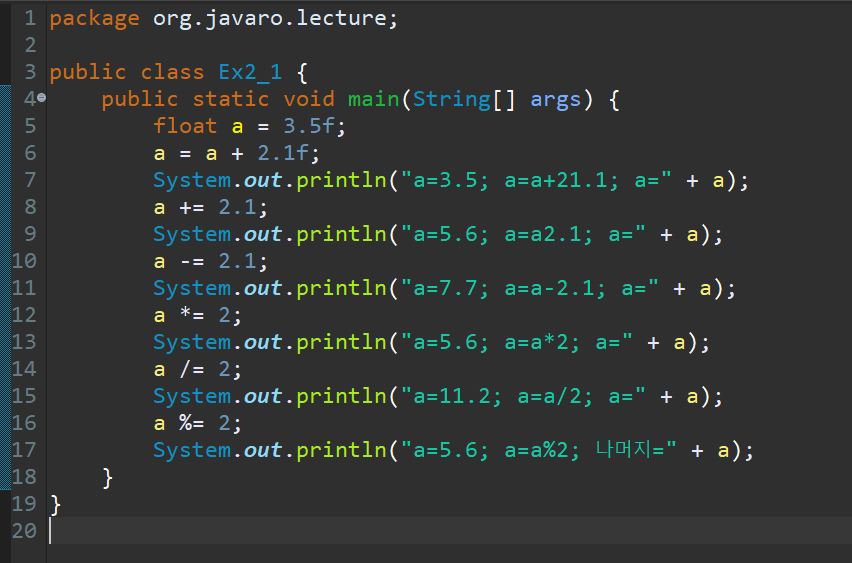 1 package org.javaro.lecture;
2
3 public class Ex2_1 {
4     public static void main(String[] args) {
5         float a = 3.5f;
6         a = a + 2.1f;
7         System.out.println("a=3.5; a=a+21.1; a=" + a);
8         a += 2.1;
9         System.out.println("a=5.6; a=a2.1; a=" + a);
10         a -= 2.1;
11         System.out.println("a=7.7; a=a-2.1; a=" + a);
12         a *= 2;
13         System.out.println("a=5.6; a=a*2; a=" + a);
14         a /= 2;
15         System.out.println("a=11.2; a=a/2; a=" + a);
16         a %= 2;
17         System.out.println("a=5.6; a=a%2; 나머지=" + a);
18     }
19 }
20